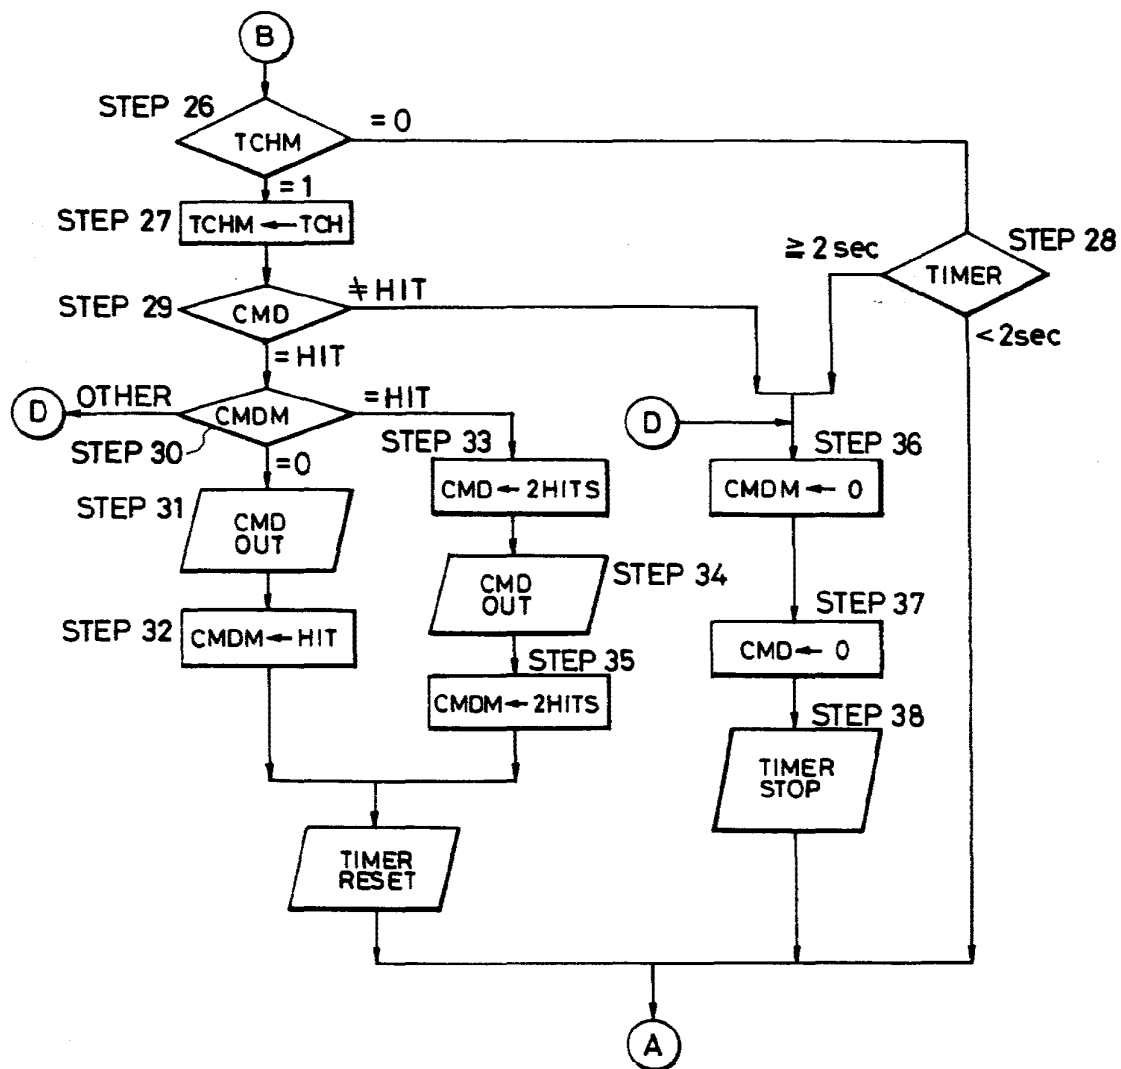 B
STEP 26
= 0
TCHM
= 1
STEP 27
TCHM ← TCH
STEP 28
≧ 2 sec
TIMER
< 2sec
STEP 29
≠ HIT
CMD
= HIT
OTHER
D
CMDM
= HIT
STEP 30
= 0
STEP 33
CMD ← 2HITS
D
STEP 36
CMDM ← 0
STEP 31
CMD
OUT
STEP 34
CMD
OUT
STEP 37
CMD ← 0
STEP 32
CMDM ← HIT
STEP 35
CMDM ← 2HITS
STEP 38
TIMER
STOP
TIMER
RESET
A